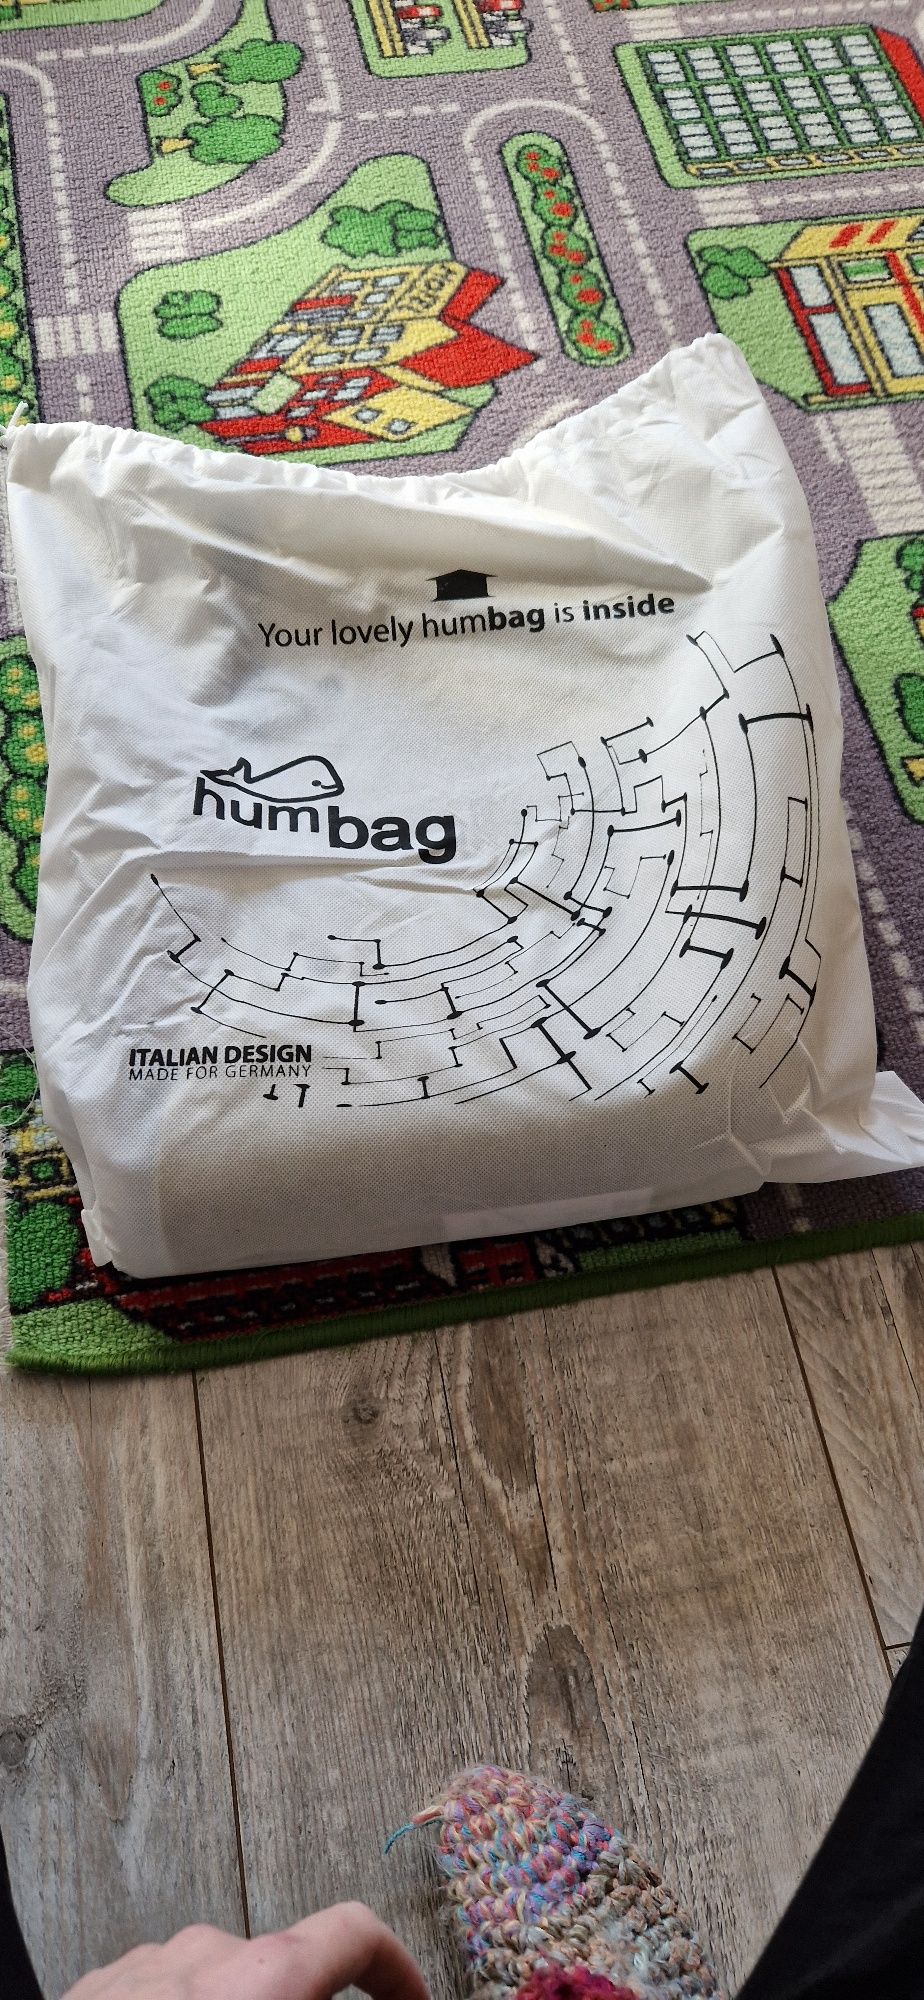 Your lovely humbag is inside
humbag
ITALIAN DESIGN
MADE FOR GERMANY